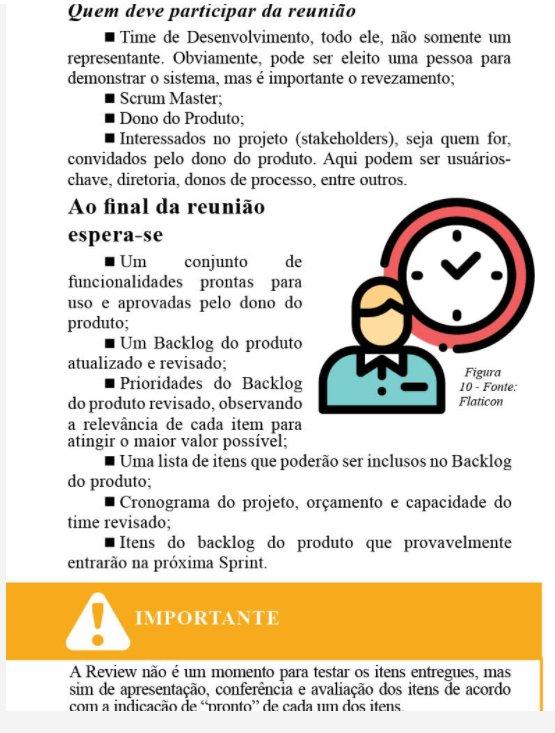 Quem deve participar da reunião
■ Time de Desenvolvimento, todo ele, não somente um
representante. Obviamente, pode ser eleito uma pessoa para
demonstrar o sistema, mas é importante o revezamento;
■ Scrum Master;
■ Dono do Produto;
■ Interessados no projeto (stakeholders), seja quem for,
convidados pelo dono do produto. Aqui podem ser usuários-
chave, diretoria, donos de processo, entre outros.
Ao final da reunião
espera-se
■ Um conjunto de
funcionalidades prontas para
uso e aprovadas pelo dono do
produto;
■ Um Backlog do produto
atualizado e revisado;
■ Prioridades do Backlog
do produto revisado, observando
a relevância de cada item para
atingir o maior valor possível;
Figura
10 - Fonte:
Flaticon
■ Uma lista de itens que poderão ser inclusos no Backlog
do produto;
■ Cronograma do projeto, orçamento e capacidade do
time revisado;
■ Itens do backlog do produto que provavelmente
entrarão na próxima Sprint.
IMPORTANTE
A Review não é um momento para testar os itens entregues, mas
sim de apresentação, conferência e avaliação dos itens de acordo
com a indicação de “pronto” de cada um dos itens.